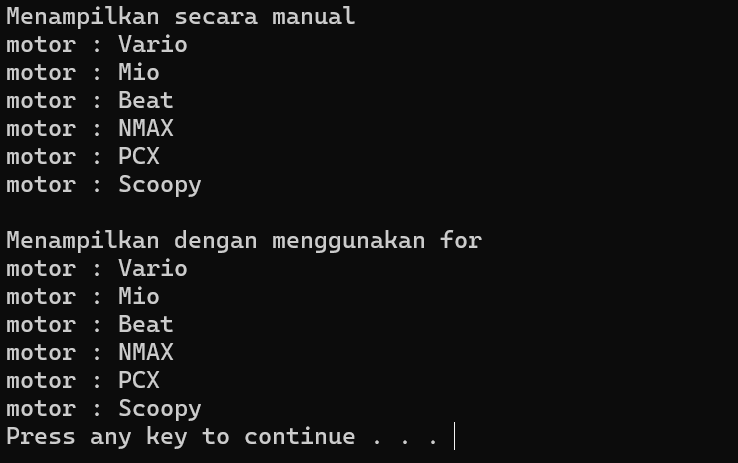 Menampilkan secara manual
motor : Vario
motor : Mio
motor : Beat
motor : NMAX
motor : PCX
motor : Scoopy

Menampilkan dengan menggunakan for
motor : Vario
motor : Mio
motor : Beat
motor : NMAX
motor : PCX
motor : Scoopy
Press any key to continue . . .